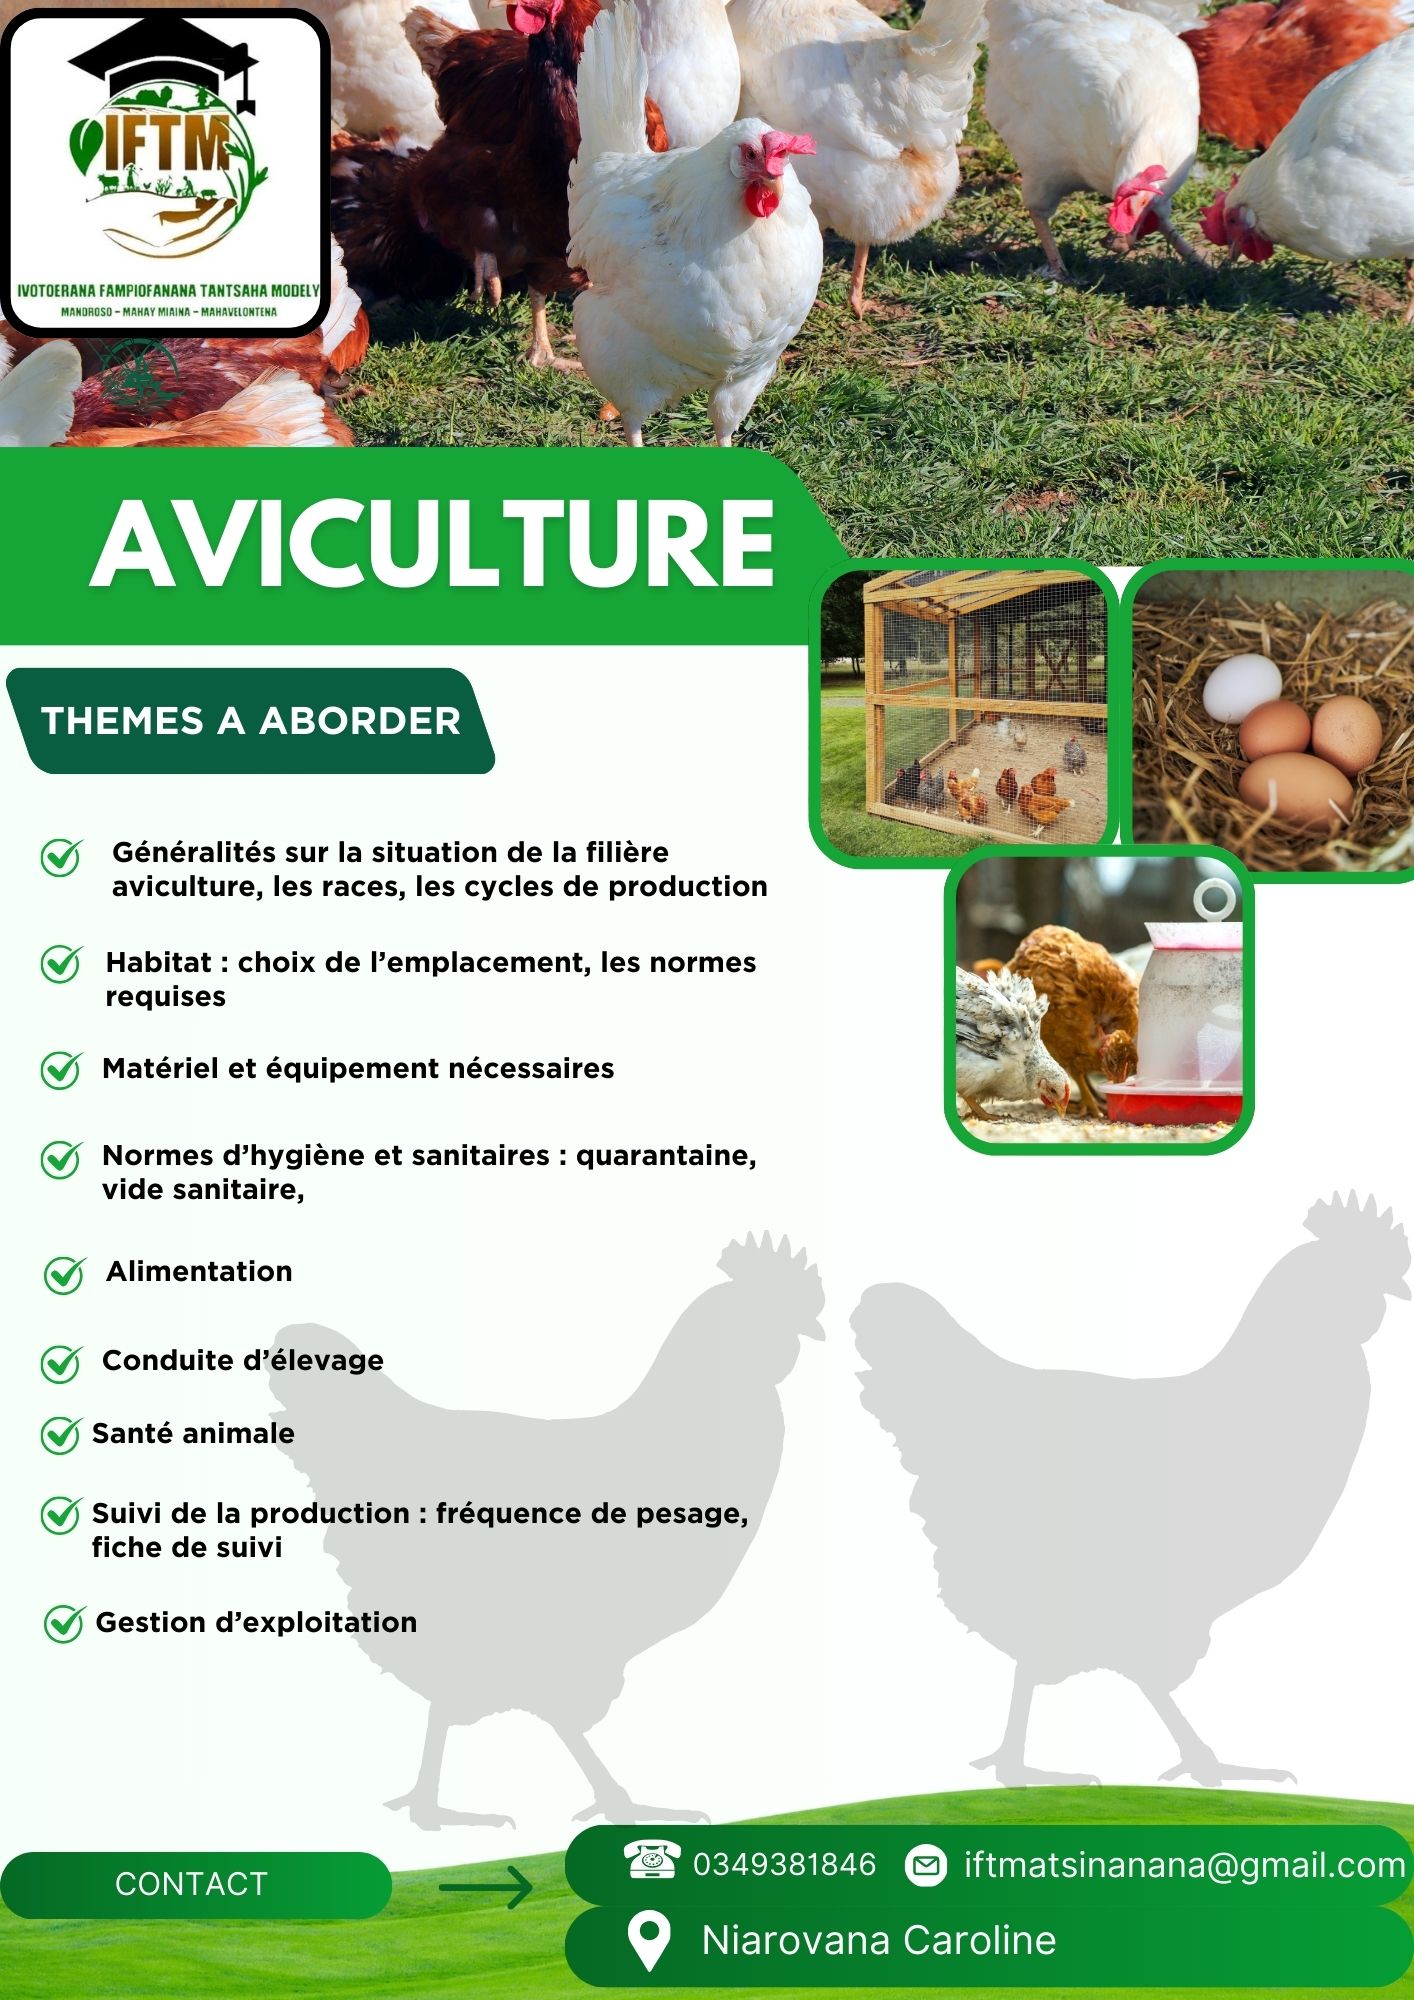 IFTM
IVOTOERANA FAMPIOFANANA TANTSAHA MODELY
MANDROSO - MAHAY MIAINA - MAHAVELONTENA
AVICULTURE
THEMES A ABORDER
Généralités sur la situation de la filière
aviculture, les races, les cycles de production
Habitat : choix de l’emplacement, les normes
requises
Matériel et équipement nécessaires
Normes d’hygiène et sanitaires : quarantaine,
vide sanitaire,
Alimentation
Conduite d’élevage
Santé animale
Suivi de la production : fréquence de pesage,
fiche de suivi
Gestion d’exploitation
CONTACT
0349381846 iftmatsinanana@gmail.com
Niarovana Caroline